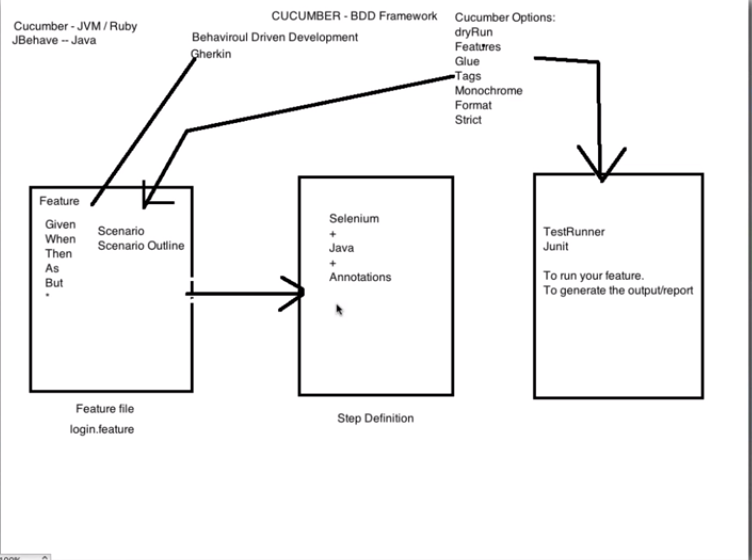 CUCUMBER - BDD Framework
Cucumber - JVM / Ruby
JBehave -- Java
Behaviroul Driven Development
Gherkin
Cucumber Options:
dryRun
Features
Glue
Tags
Monochrome
Format
Strict
Feature
Given
When
Then
As
But
*
Scenario
Scenario Outline
Feature file
login.feature
Selenium
+
Java
+
Annotations
Step Definition
TestRunner
Junit
To run your feature.
To generate the output/report